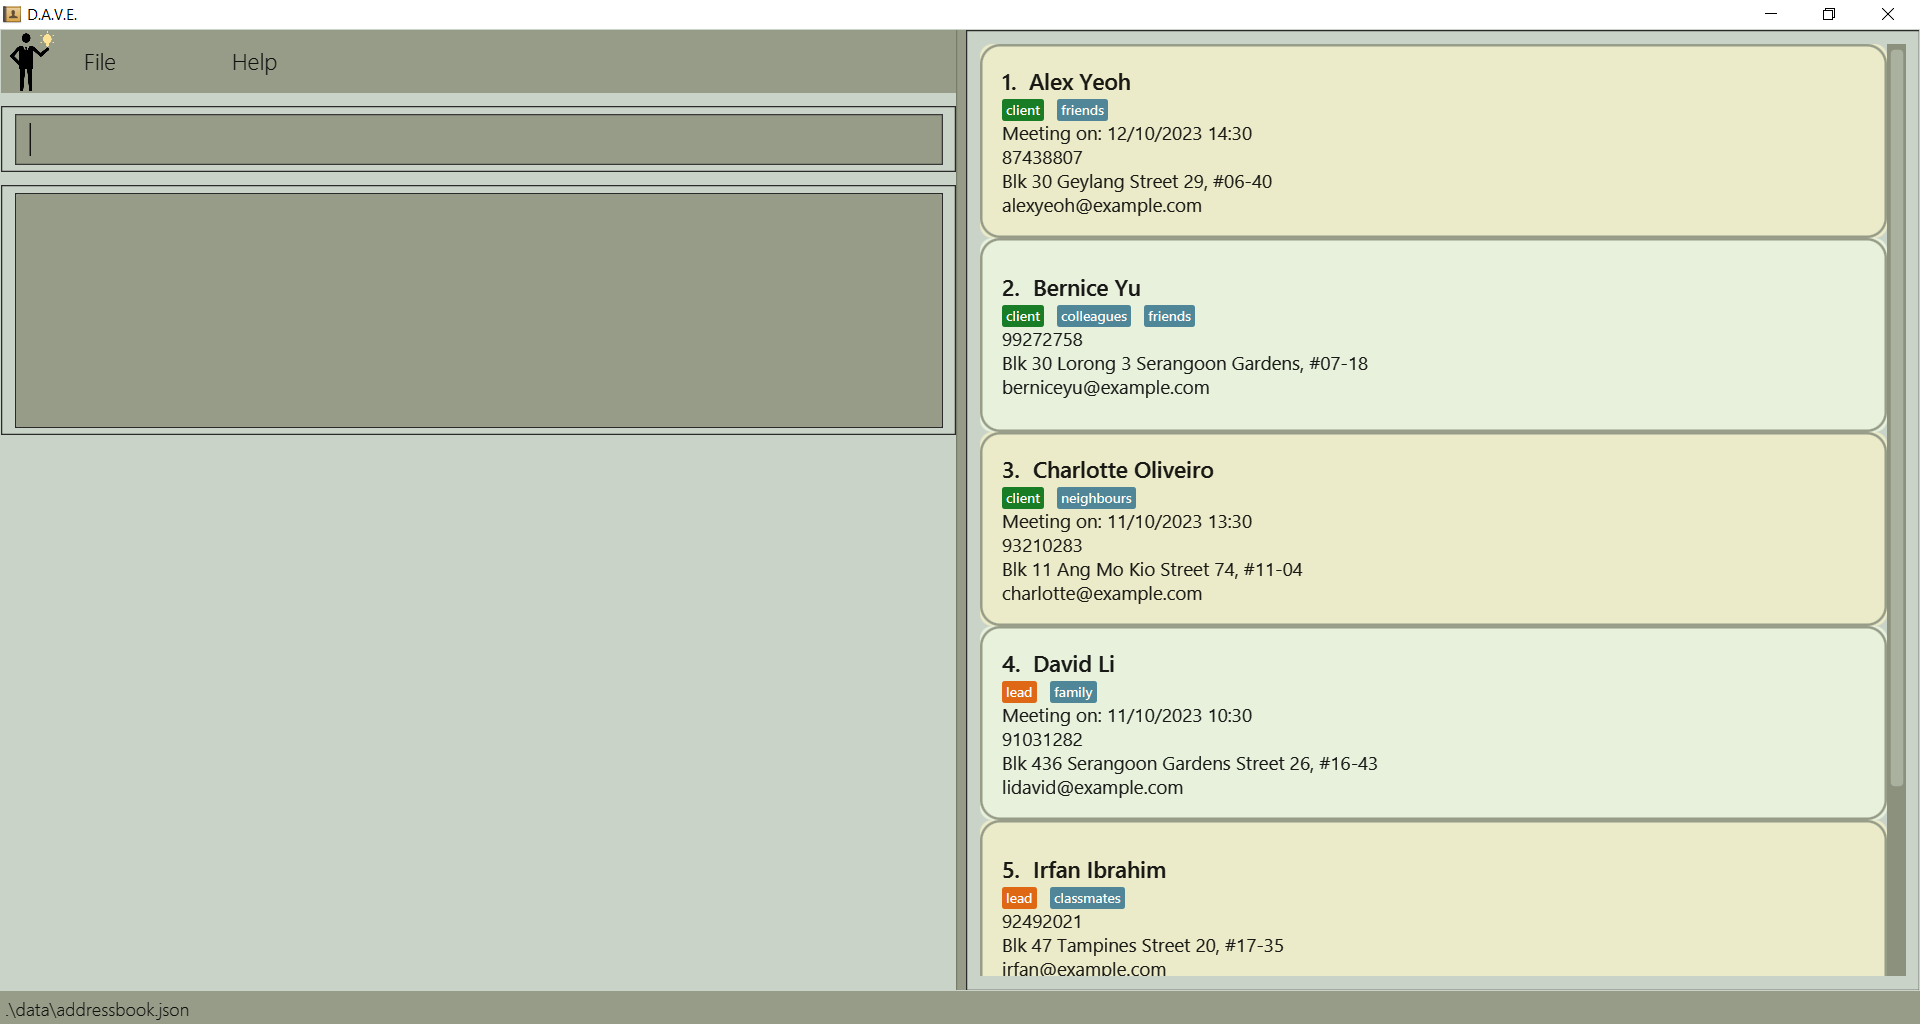 D.A.V.E.
File Help
1. Alex Yeoh
client friends
Meeting on: 12/10/2023 14:30
87438807
Blk 30 Geylang Street 29, #06-40
alexyeoh@example.com
2. Bernice Yu
client colleagues friends
99272758
Blk 30 Lorong 3 Serangoon Gardens, #07-18
berniceyu@example.com
3. Charlotte Oliveiro
client neighbours
Meeting on: 11/10/2023 13:30
93210283
Blk 11 Ang Mo Kio Street 74, #11-04
charlotte@example.com
4. David Li
lead family
Meeting on: 11/10/2023 10:30
91031282
Blk 436 Serangoon Gardens Street 26, #16-43
lidavid@example.com
5. Irfan Ibrahim
lead classmates
92492021
Blk 47 Tampines Street 20, #17-35
irfan@example.com
.\data\addressbook.json